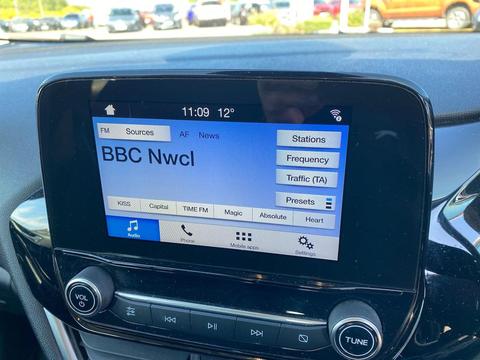 11:09 12°
FM Sources AF News
BBC Nwcl
Stations
Frequency
Traffic (TA)
Presets
KISS Capital TIME FM Magic Absolute Heart
Audio Phone Mobile apps Settings
VOL
TUNE